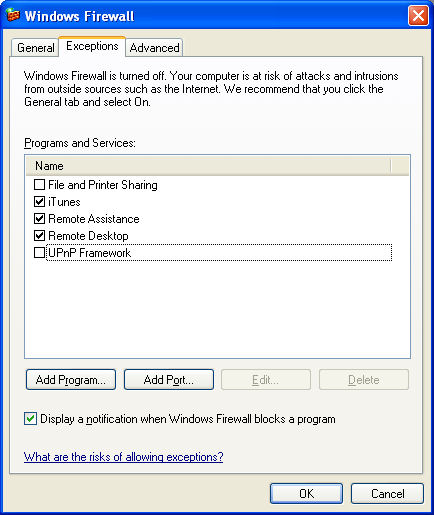 Windows Firewall
General Exceptions Advanced
Windows Firewall is turned off. Your computer is at risk of attacks and intrusions
from outside sources such as the Internet. We recommend that you click the
General tab and select On.
Programs and Services:
Name
File and Printer Sharing
iTunes
Remote Assistance
Remote Desktop
UPnP Framework
Add Program... Add Port... Edit... Delete
Display a notification when Windows Firewall blocks a program
What are the risks of allowing exceptions?
OK Cancel